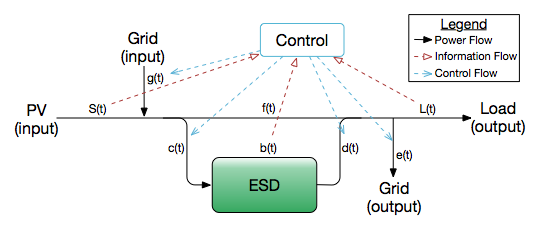 Legend
Power Flow
Information Flow
Control Flow
Control
Grid
(input)
g(t)
PV
(input)
S(t)
f(t)
L(t)
Load
(output)
c(t)
b(t)
d(t)
e(t)
ESD
Grid
(output)